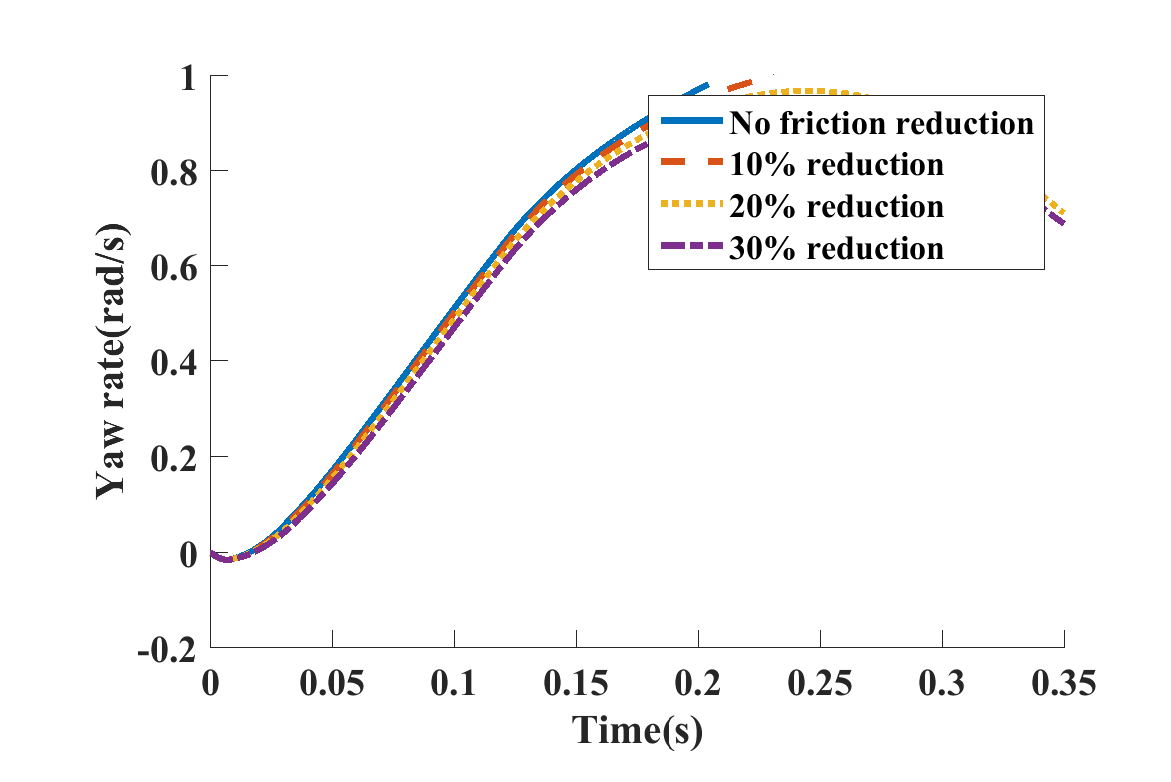 1
0.8
0.6
0.4
0.2
0
-0.2
Yaw rate(rad/s)
No friction reduction
10% reduction
20% reduction
30% reduction
0 0.05 0.1 0.15 0.2 0.25 0.3 0.35
Time(s)